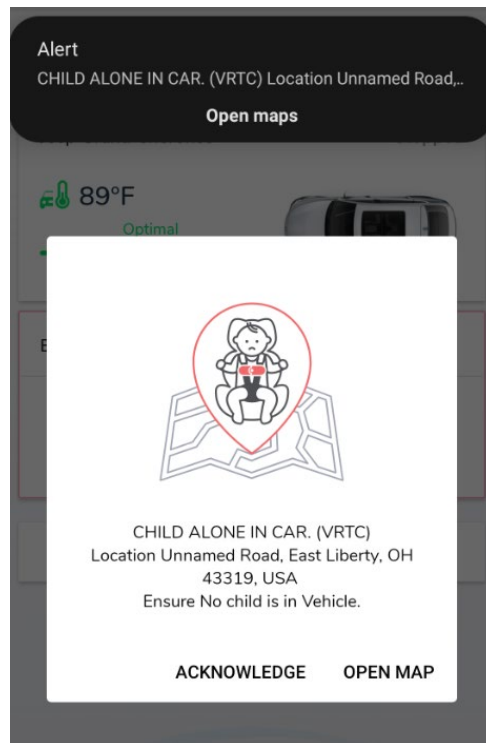 Alert
CHILD ALONE IN CAR. (VRTC) Location Unnamed Road,..
Open maps
89°F
Optimal
E
CHILD ALONE IN CAR. (VRTC)
Location Unnamed Road, East Liberty, OH
43319, USA
Ensure No child is in Vehicle.
ACKNOWLEDGE OPEN MAP